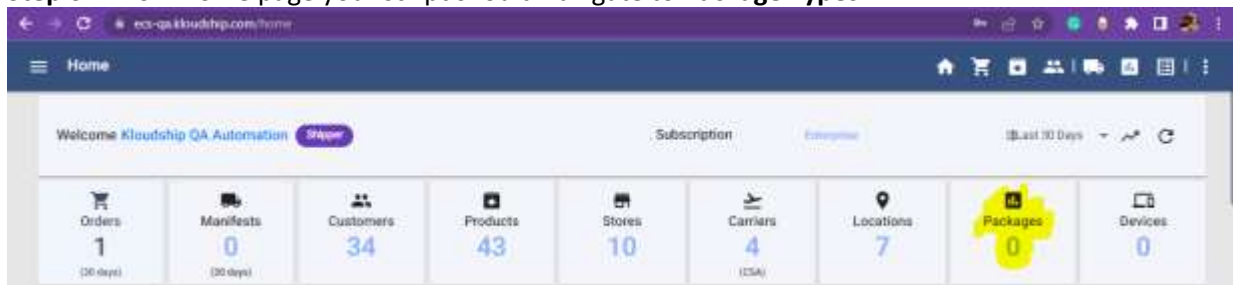 ecs-qa.kloudship.com/home
Home
Welcome Kloudship QA Automation Shipper Subscription Enterprise Last 30 Days
Orders Manifests Customers Products Stores Carriers Locations Packages Devices
1 0 34 43 10 4 7 0 0
(30 days) (30 days) (CSA)